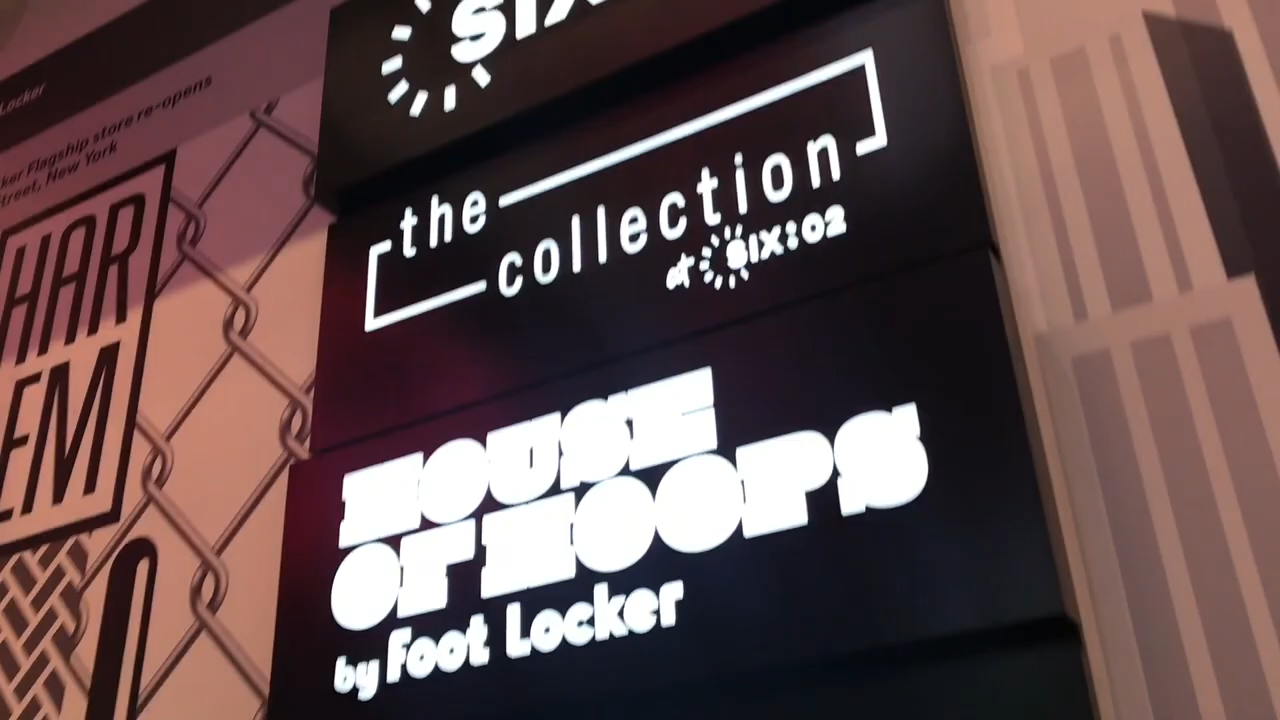 Locker
ker Flagship store re-opens
Street, New York
HAR
EM
SIX
the
collection
at SIX:02
HOUSE
OF HOOPS
by Foot Locker